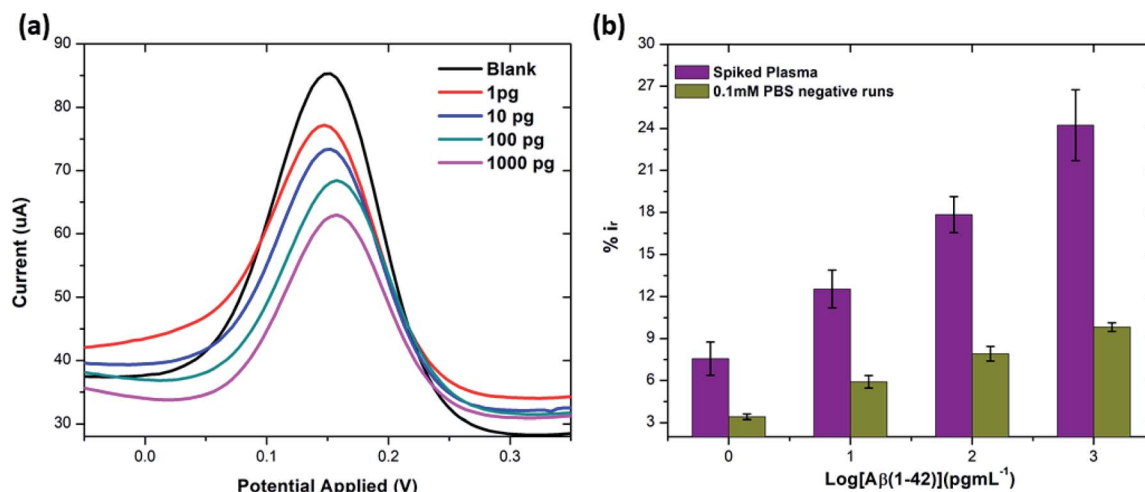 (a)
90
80
70
60
50
40
30
Current (uA)
Blank
1pg
10 pg
100 pg
1000 pg
0.0 0.1 0.2 0.3
Potential Applied (V)
(b)
30
27
24
21
18
15
12
9
6
3
% iᵣ
Spiked Plasma
0.1mM PBS negative runs
0 1 2 3
Log[Aβ(1-42)](pgmL⁻¹)